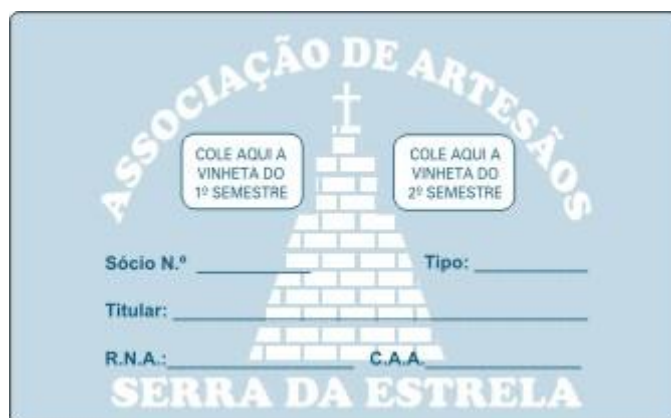 ASSOCIAÇÃO DE ARTESÃOS
COLE AQUI A
VINHETA DO
1º SEMESTRE
COLE AQUI A
VINHETA DO
2º SEMESTRE
Sócio N.º Tipo:
Titular:
R.N.A.: C.A.A.
SERRA DA ESTRELA